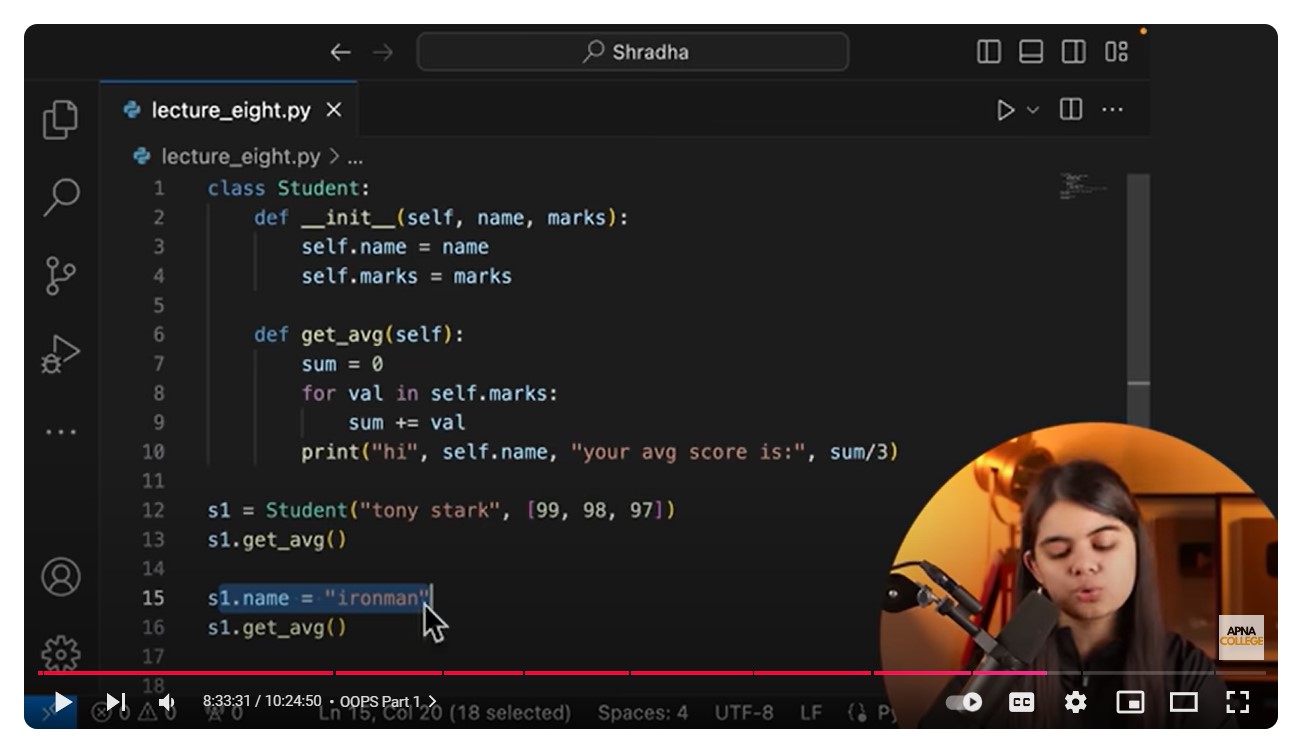 Shradha
lecture_eight.py
lecture_eight.py > ...
1 class Student:
2 def __init__(self, name, marks):
3 self.name = name
4 self.marks = marks
5
6 def get_avg(self):
7 sum = 0
8 for val in self.marks:
9 sum += val
10 print("hi", self.name, "your avg score is:", sum/3)
11
12 s1 = Student("tony stark", [99, 98, 97])
13 s1.get_avg()
14
15 s1.name = "ironman"
16 s1.get_avg()
17
18
APNA
COLLEGE
8:33:31 / 10:24:50 • OOPS Part 1 >
CC
0 0 0 Ln 15, Col 20 (18 selected) Spaces: 4 UTF-8 LF